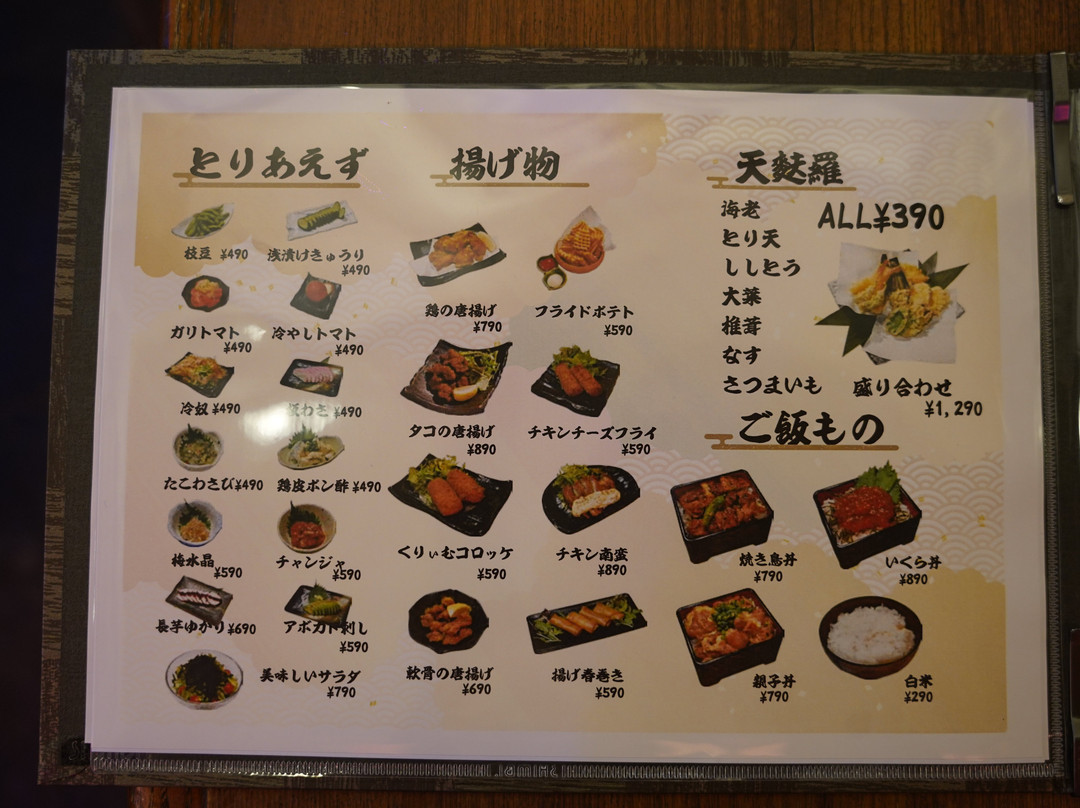 とりあえず
枝豆 ¥490
浅漬けきゅうり
¥490
ガリトマト
¥490
冷やしトマト
¥490
冷奴 ¥490
板わさ ¥490
たこわさび¥490
鶏皮ポン酢 ¥490
梅水晶
¥590
チャンジャ
¥590
長芋ゆかり ¥690
アボカド刺し
¥590
美味しいサラダ
¥790
揚げ物
鶏の唐揚げ
¥790
フライドポテト
¥590
タコの唐揚げ
¥890
チキンチーズフライ
¥590
くりぃむコロッケ
¥590
チキン南蛮
¥890
軟骨の唐揚げ
¥690
揚げ春巻き
¥590
天麩羅
ALL¥390
海老
とり天
ししとう
大葉
椎茸
なす
さつまいも
盛り合わせ
¥1,290
ご飯もの
焼き鳥丼
¥790
いくら丼
¥890
親子丼
¥790
白米
¥290